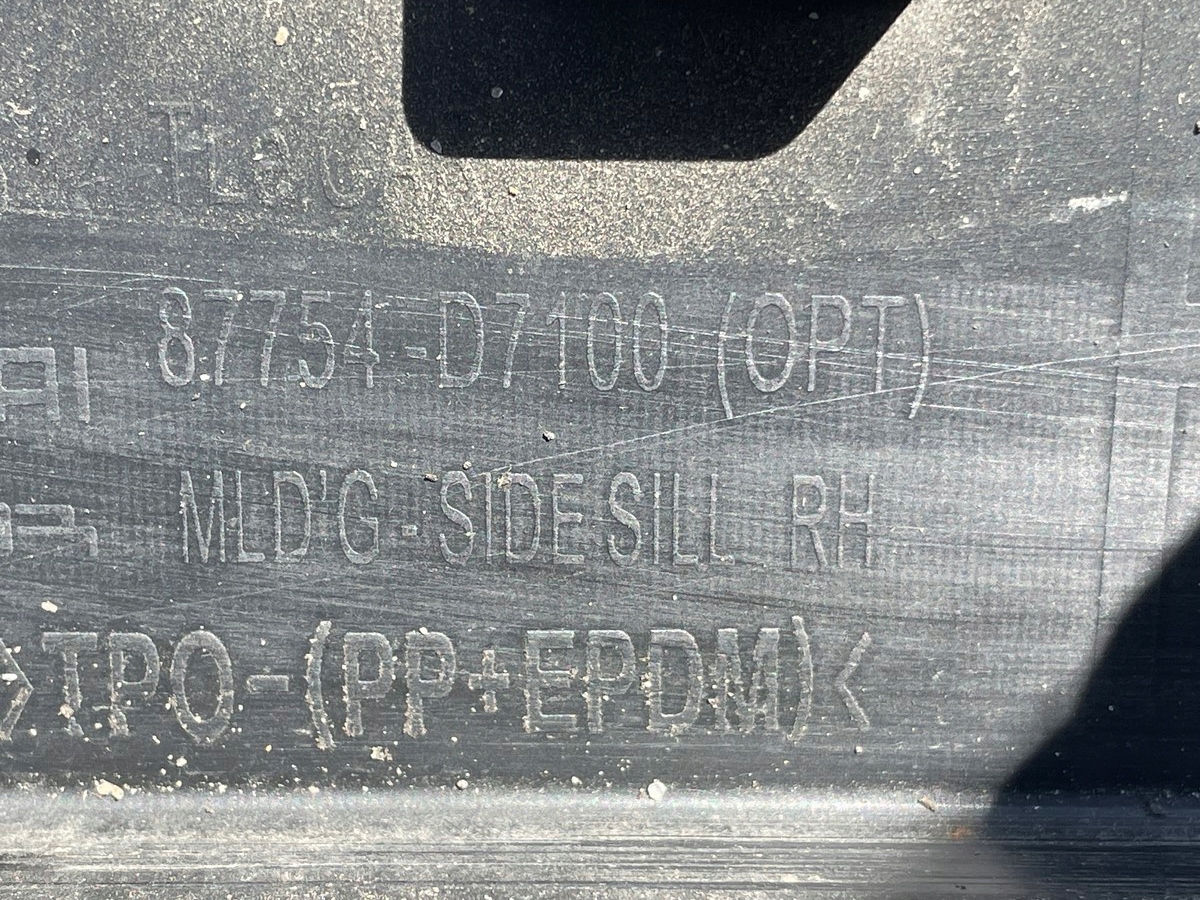 87754-D7100 (OPT)
MLD'G-SIDE SILL RH
>TPO-(PP+EPDM)<